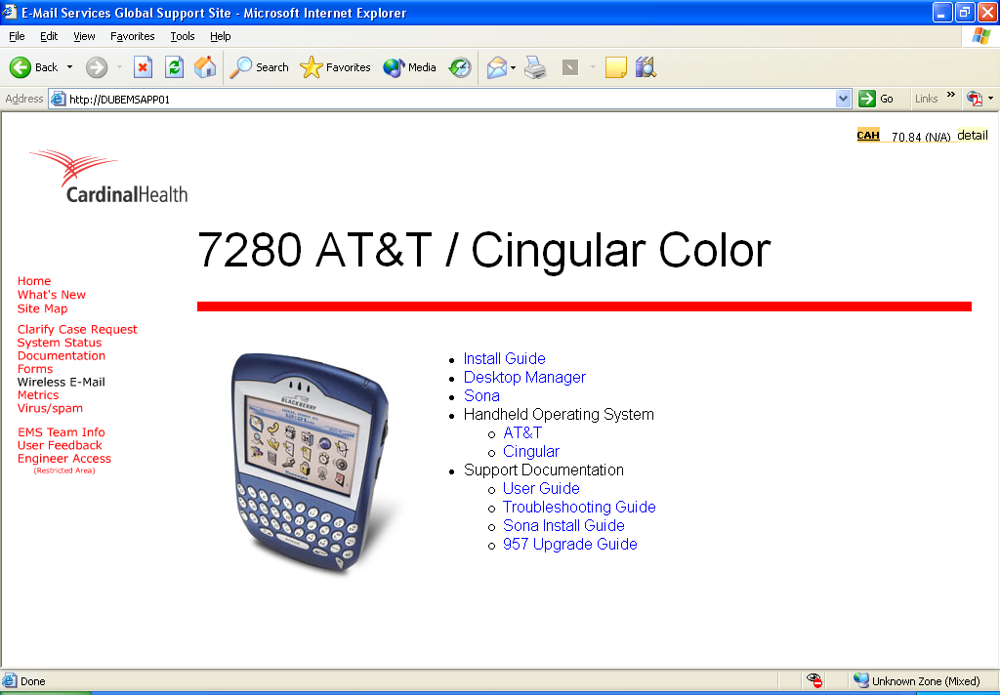 E-Mail Services Global Support Site - Microsoft Internet Explorer
File Edit View Favorites Tools Help
Back Search Favorites Media
Address http://DUBEMSAPP01 Go Links »
CAH 70.84 (N/A) detail
CardinalHealth
7280 AT&T / Cingular Color
Home
What's New
Site Map
Clarify Case Request
System Status
Documentation
Forms
Wireless E-Mail
Metrics
Virus/spam
EMS Team Info
User Feedback
Engineer Access
(Restricted Area)
BLACKBERRY
12:21
• Install Guide
• Desktop Manager
• Sona
• Handheld Operating System
○ AT&T
○ Cingular
• Support Documentation
○ User Guide
○ Troubleshooting Guide
○ Sona Install Guide
○ 957 Upgrade Guide
Done Unknown Zone (Mixed)